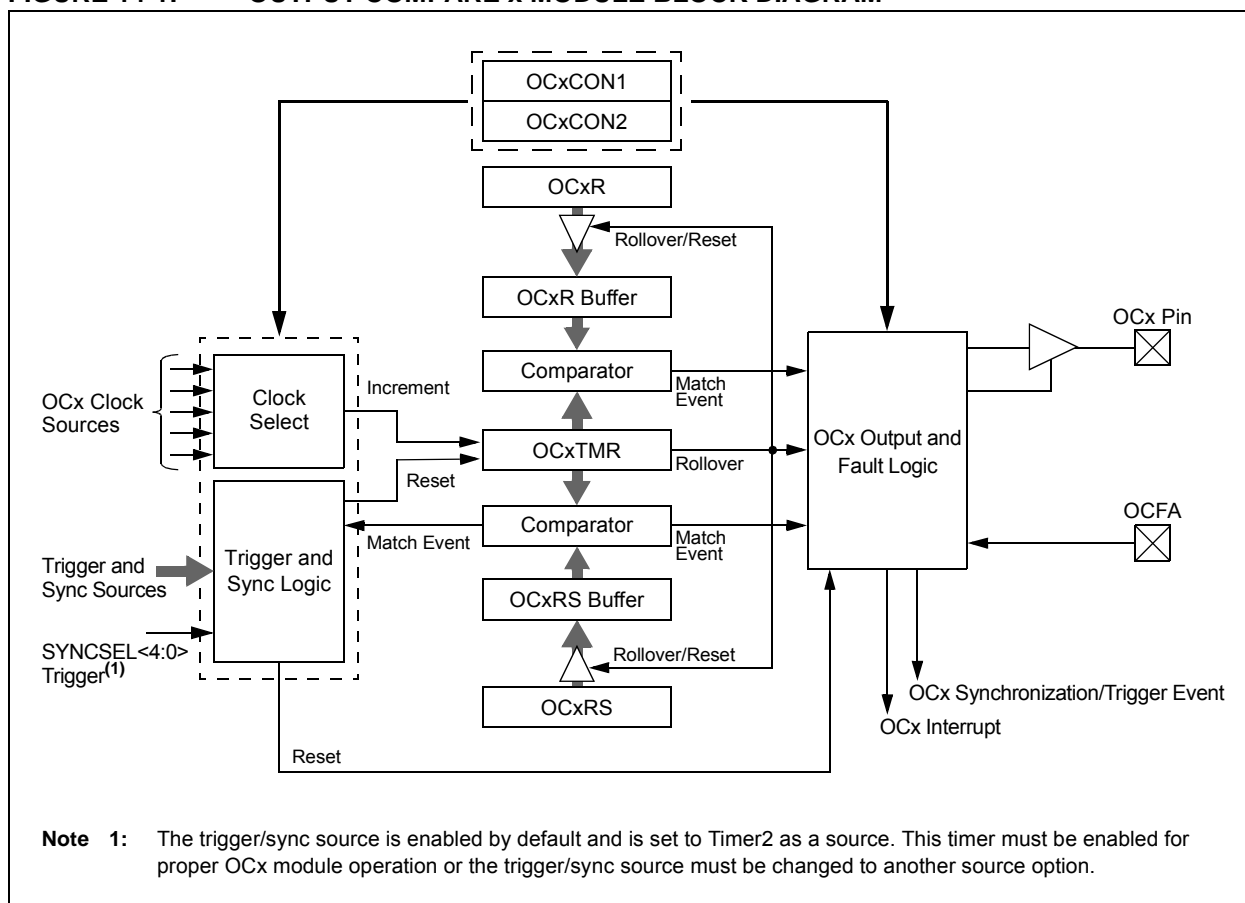 OCxCON1
OCxCON2
OCxR
Rollover/Reset
OCxR Buffer
OCx Pin
Comparator
Match
Event
Increment
Clock
Select
OCx Clock
Sources
OCxTMR
Rollover
OCx Output and
Fault Logic
Reset
Comparator
Match Event
Match
Event
OCFA
Trigger and
Sync Logic
Trigger and
Sync Sources
OCxRS Buffer
SYNCSEL<4:0>
Trigger(1)
Rollover/Reset
OCxRS
OCx Synchronization/Trigger Event
OCx Interrupt
Reset
Note 1: The trigger/sync source is enabled by default and is set to Timer2 as a source. This timer must be enabled for
proper OCx module operation or the trigger/sync source must be changed to another source option.